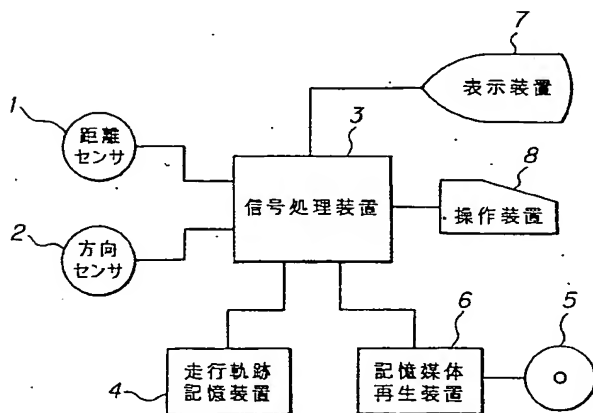 7
表示装置
1
距離
センサ
3
信号処理装置
8
操作装置
2
方向
センサ
6
5
4
走行軌跡
記憶装置
記憶媒体
再生装置